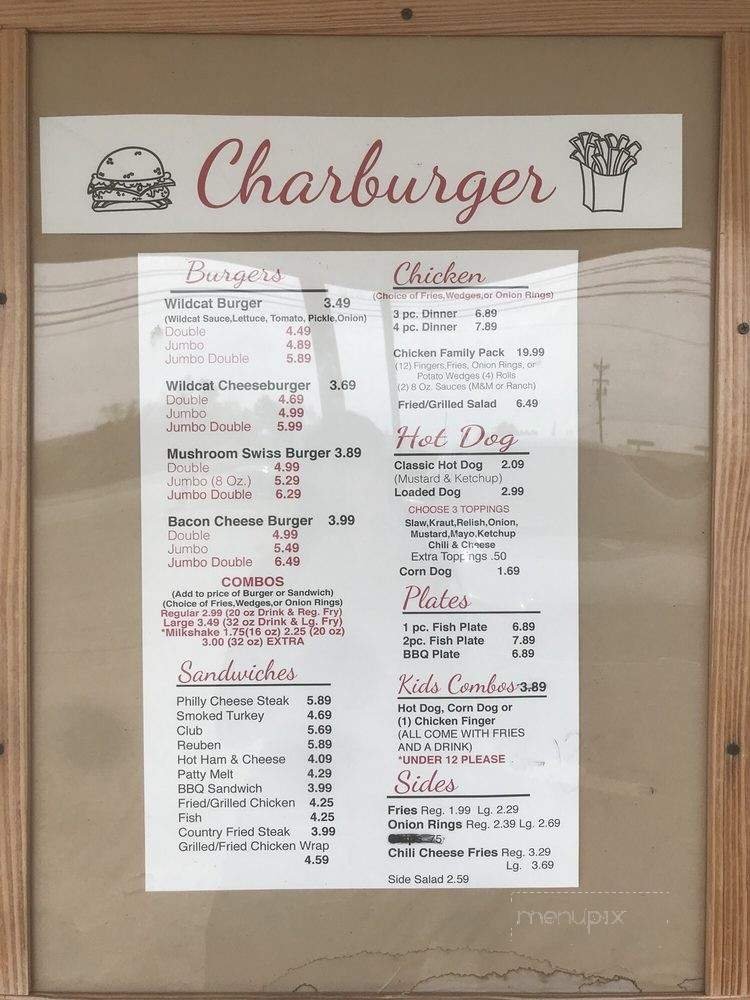 Charburger
Burgers
Wildcat Burger 3.49
(Wildcat Sauce,Lettuce, Tomato, Pickle,Onion)
Double 4.49
Jumbo 4.89
Jumbo Double 5.89
Wildcat Cheeseburger 3.69
Double 4.69
Jumbo 4.99
Jumbo Double 5.99
Mushroom Swiss Burger 3.89
Double 4.99
Jumbo (8 Oz.) 5.29
Jumbo Double 6.29
Bacon Cheese Burger 3.99
Double 4.99
Jumbo 5.49
Jumbo Double 6.49
COMBOS
(Add to price of Burger or Sandwich)
(Choice of Fries,Wedges,or Onion Rings)
Regular 2.99 (20 oz Drink & Reg. Fry)
Large 3.49 (32 oz Drink & Lg. Fry)
*Milkshake 1.75(16 oz) 2.25 (20 oz)
3.00 (32 oz) EXTRA
Sandwiches
Philly Cheese Steak 5.89
Smoked Turkey 4.69
Club 5.69
Reuben 5.89
Hot Ham & Cheese 4.09
Patty Melt 4.29
BBQ Sandwich 3.99
Fried/Grilled Chicken 4.25
Fish 4.25
Country Fried Steak 3.99
Grilled/Fried Chicken Wrap
4.59
Chicken
(Choice of Fries,Wedges,or Onion Rings)
3 pc. Dinner 6.89
4 pc. Dinner 7.89
Chicken Family Pack 19.99
(12) Fingers,Fries, Onion Rings, or
Potato Wedges (4) Rolls
(2) 8 Oz. Sauces (M&M or Ranch)
Fried/Grilled Salad 6.49
Hot Dog
Classic Hot Dog 2.09
(Mustard & Ketchup)
Loaded Dog 2.99
CHOOSE 3 TOPPINGS
Slaw,Kraut,Relish,Onion,
Mustard,Mayo,Ketchup
Chili & Cheese
Extra Toppings .50
Corn Dog 1.69
Plates
1 pc. Fish Plate 6.89
2pc. Fish Plate 7.89
BBQ Plate 6.89
Kids Combos 3.89
Hot Dog, Corn Dog or
(1) Chicken Finger
(ALL COME WITH FRIES
AND A DRINK)
*UNDER 12 PLEASE
Sides
Fries Reg. 1.99 Lg. 2.29
Onion Rings Reg. 2.39 Lg. 2.69
Chili Cheese Fries Reg. 3.29
Lg. 3.69
Side Salad 2.59
menupix